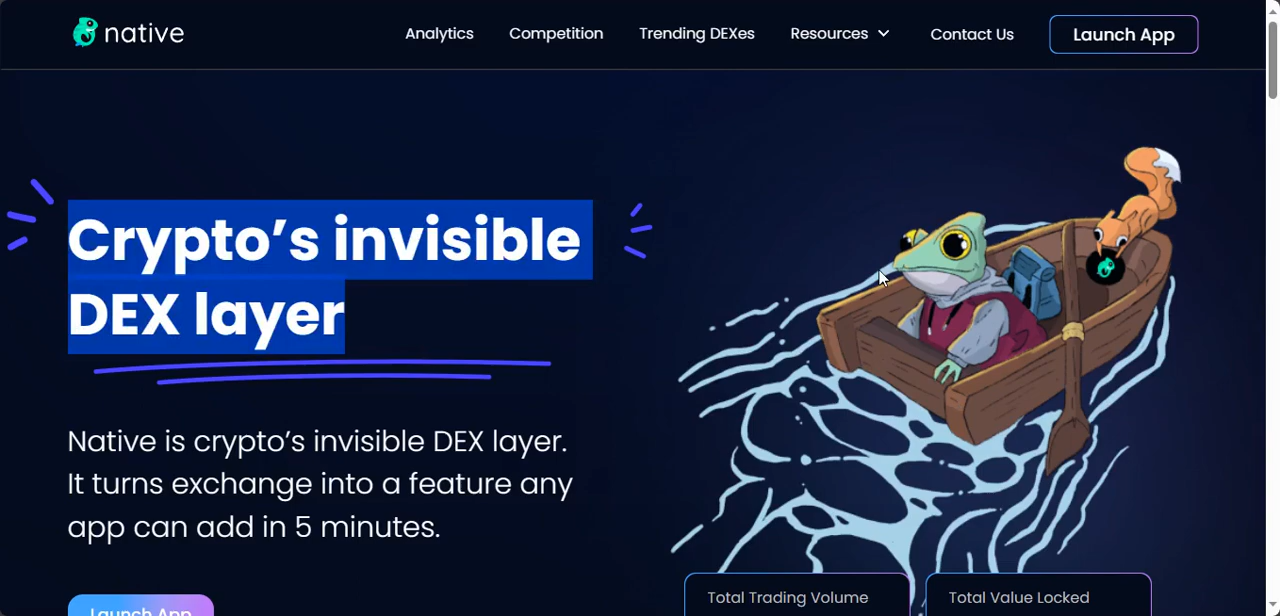 native
Analytics
Competition
Trending DEXes
Resources
Contact Us
Launch App
Crypto’s invisible
DEX layer
Native is crypto’s invisible DEX layer.
It turns exchange into a feature any
app can add in 5 minutes.
Launch App
Total Trading Volume
Total Value Locked